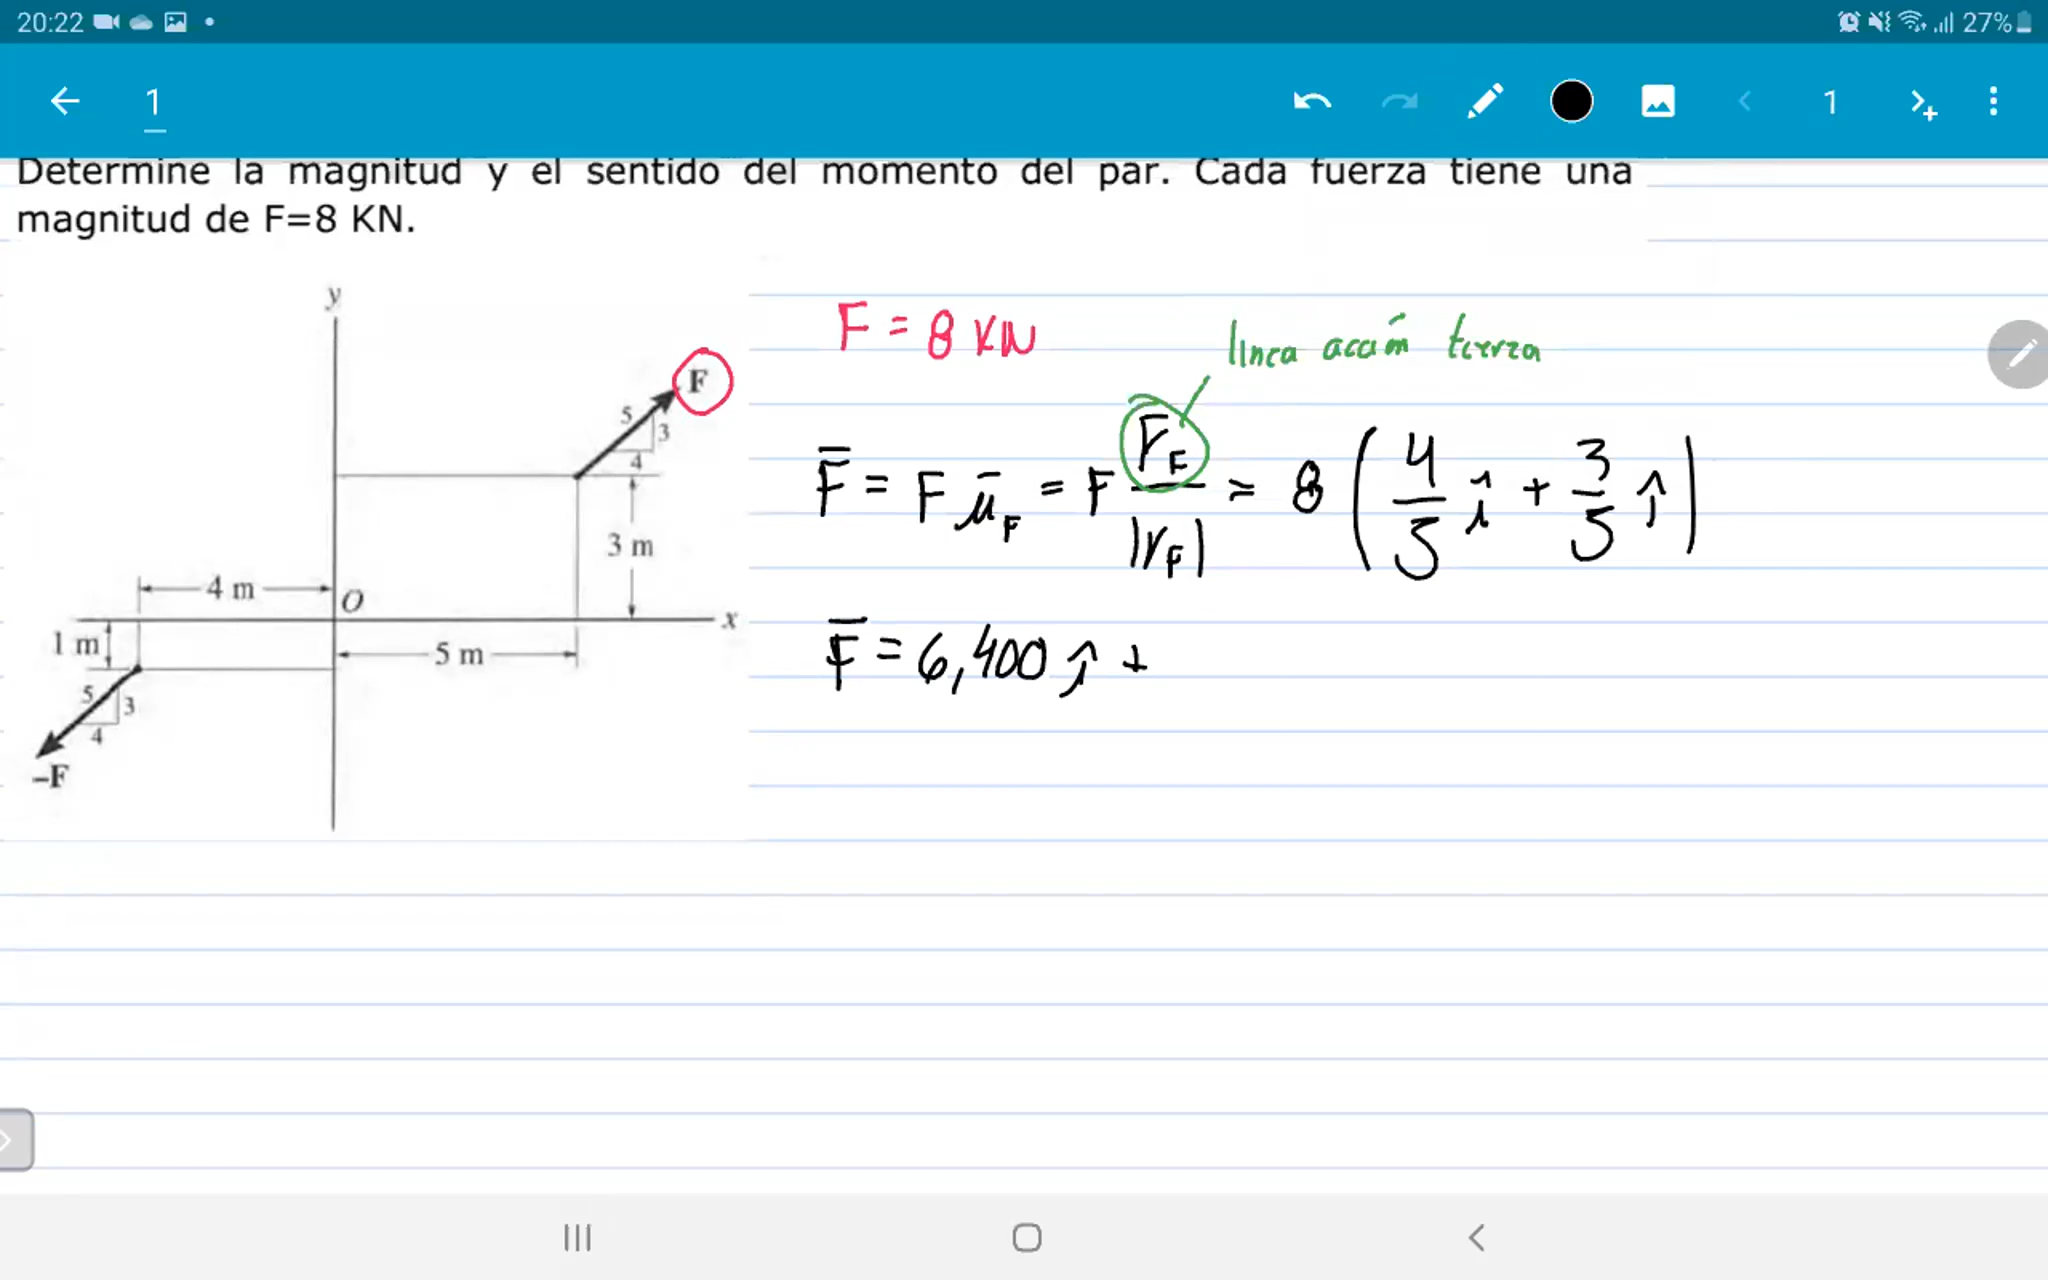 20:22
27%
1
1
Determine la magnitud y el sentido del momento del par. Cada fuerza tiene una
magnitud de F=8 KN.
y
F
5
3
4
3 m
4 m
O
x
1 m
5 m
5
3
4
–F
F = 8 KN
linea acción fuerza
F̅ = F μ̅_F = F r_F / |r_F| = 8 ( 4/5 î + 3/5 ĵ )
F̅ = 6,400 ĵ +